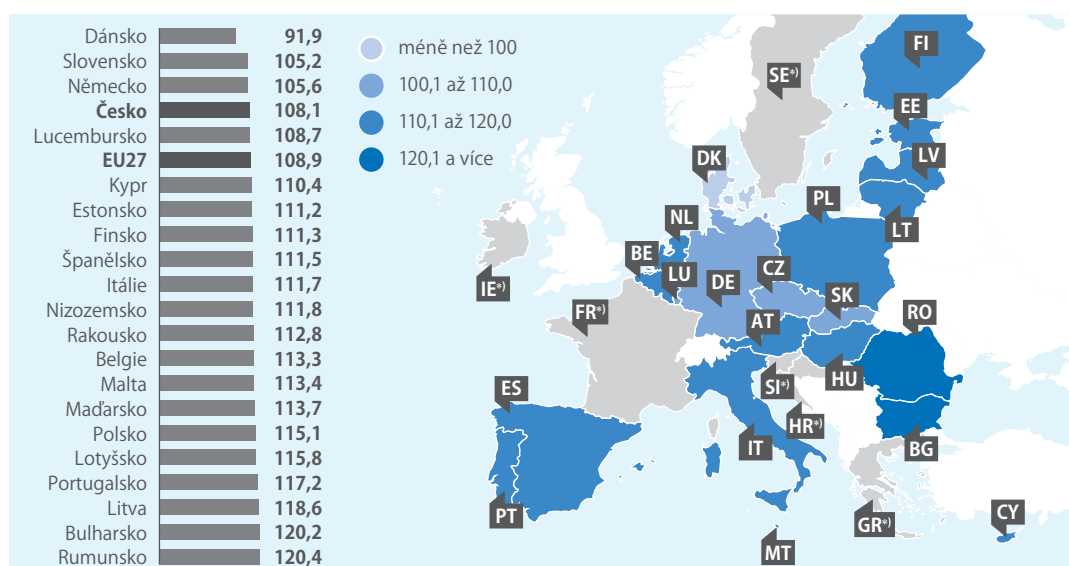 Dánsko 91,9
Slovensko 105,2
Německo 105,6
Česko 108,1
Lucembursko 108,7
EU27 108,9
Kypr 110,4
Estonsko 111,2
Finsko 111,3
Španělsko 111,5
Itálie 111,7
Nizozemsko 111,8
Rakousko 112,8
Belgie 113,3
Malta 113,4
Maďarsko 113,7
Polsko 115,1
Lotyšsko 115,8
Portugalsko 117,2
Litva 118,6
Bulharsko 120,2
Rumunsko 120,4
méně než 100
100,1 až 110,0
110,1 až 120,0
120,1 a více
FI
SE*)
EE
LV
DK
PL
LT
NL
BE
LU
CZ
DE
SK
IE*)
FR*)
AT
RO
SI*)
HU
ES
HR*)
IT
BG
PT
GR*)
CY
MT